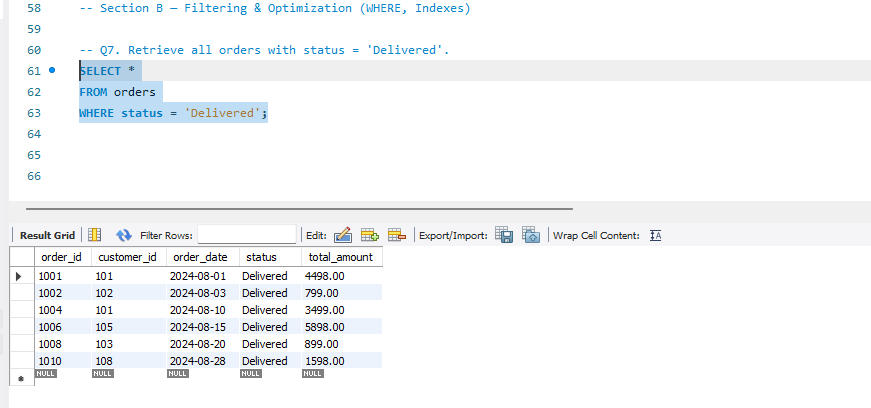 58 -- Section B — Filtering & Optimization (WHERE, Indexes)
59
60 -- Q7. Retrieve all orders with status = 'Delivered'.
61 SELECT *
62 FROM orders
63 WHERE status = 'Delivered';
64
65
66
Result Grid Filter Rows: Edit: Export/Import: Wrap Cell Content:
order_id customer_id order_date status total_amount
1001 101 2024-08-01 Delivered 4498.00
1002 102 2024-08-03 Delivered 799.00
1004 101 2024-08-10 Delivered 3499.00
1006 105 2024-08-15 Delivered 5898.00
1008 103 2024-08-20 Delivered 899.00
1010 108 2024-08-28 Delivered 1598.00
NULL NULL NULL NULL NULL